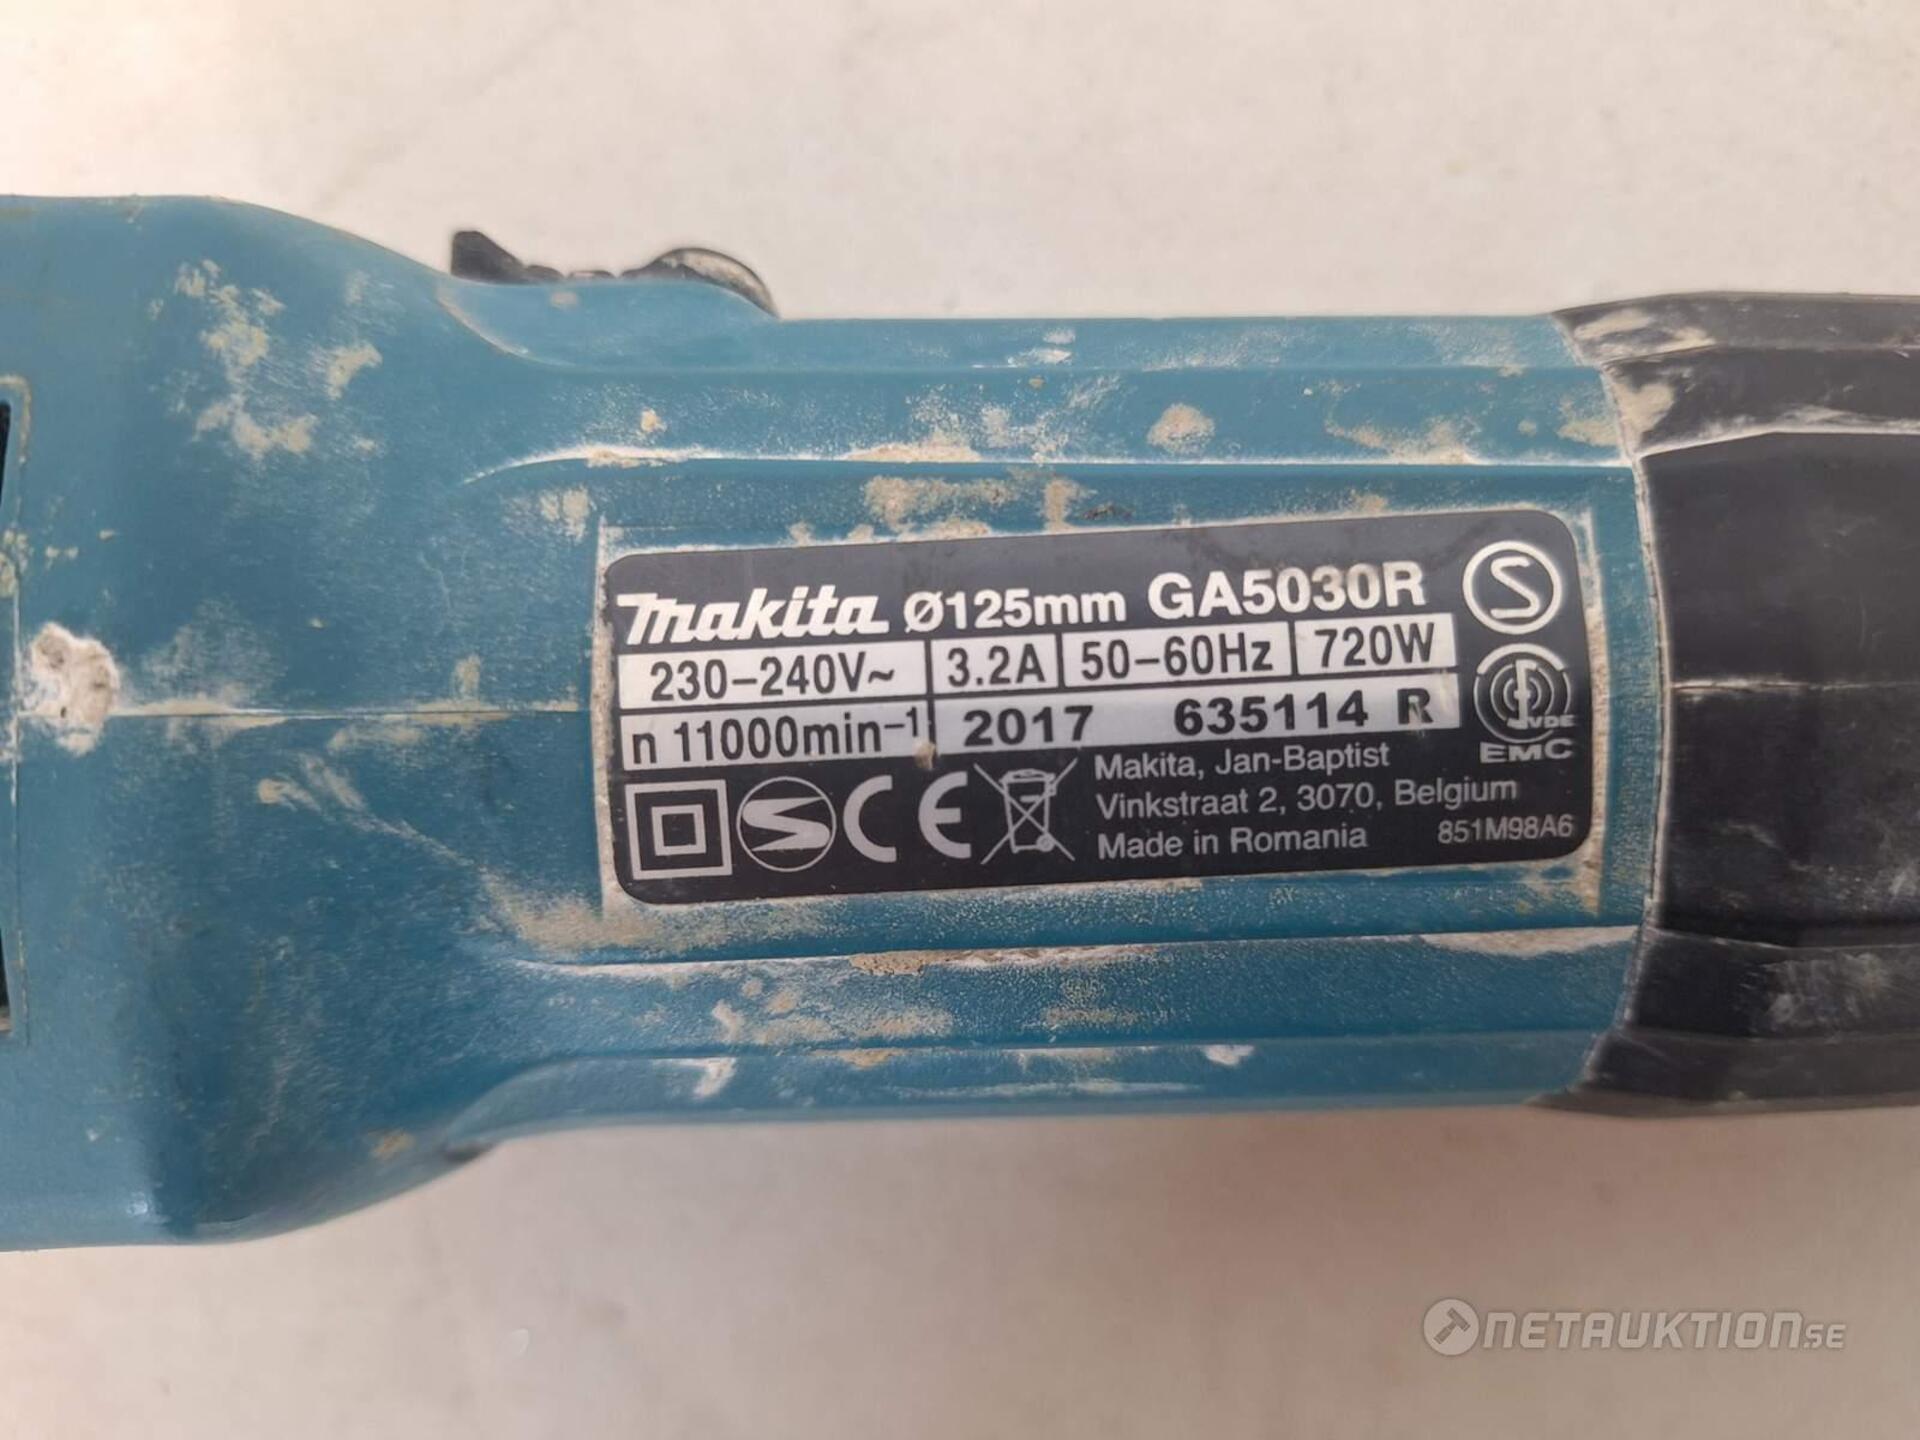 makita ø125mm GA5030R
230-240V~ 3.2A 50-60Hz 720W
n 11000min-1 2017 635114 R
VDE
EMC
CE
Makita, Jan-Baptist
Vinkstraat 2, 3070, Belgium
Made in Romania 851M98A6
NETAUKTION.SE